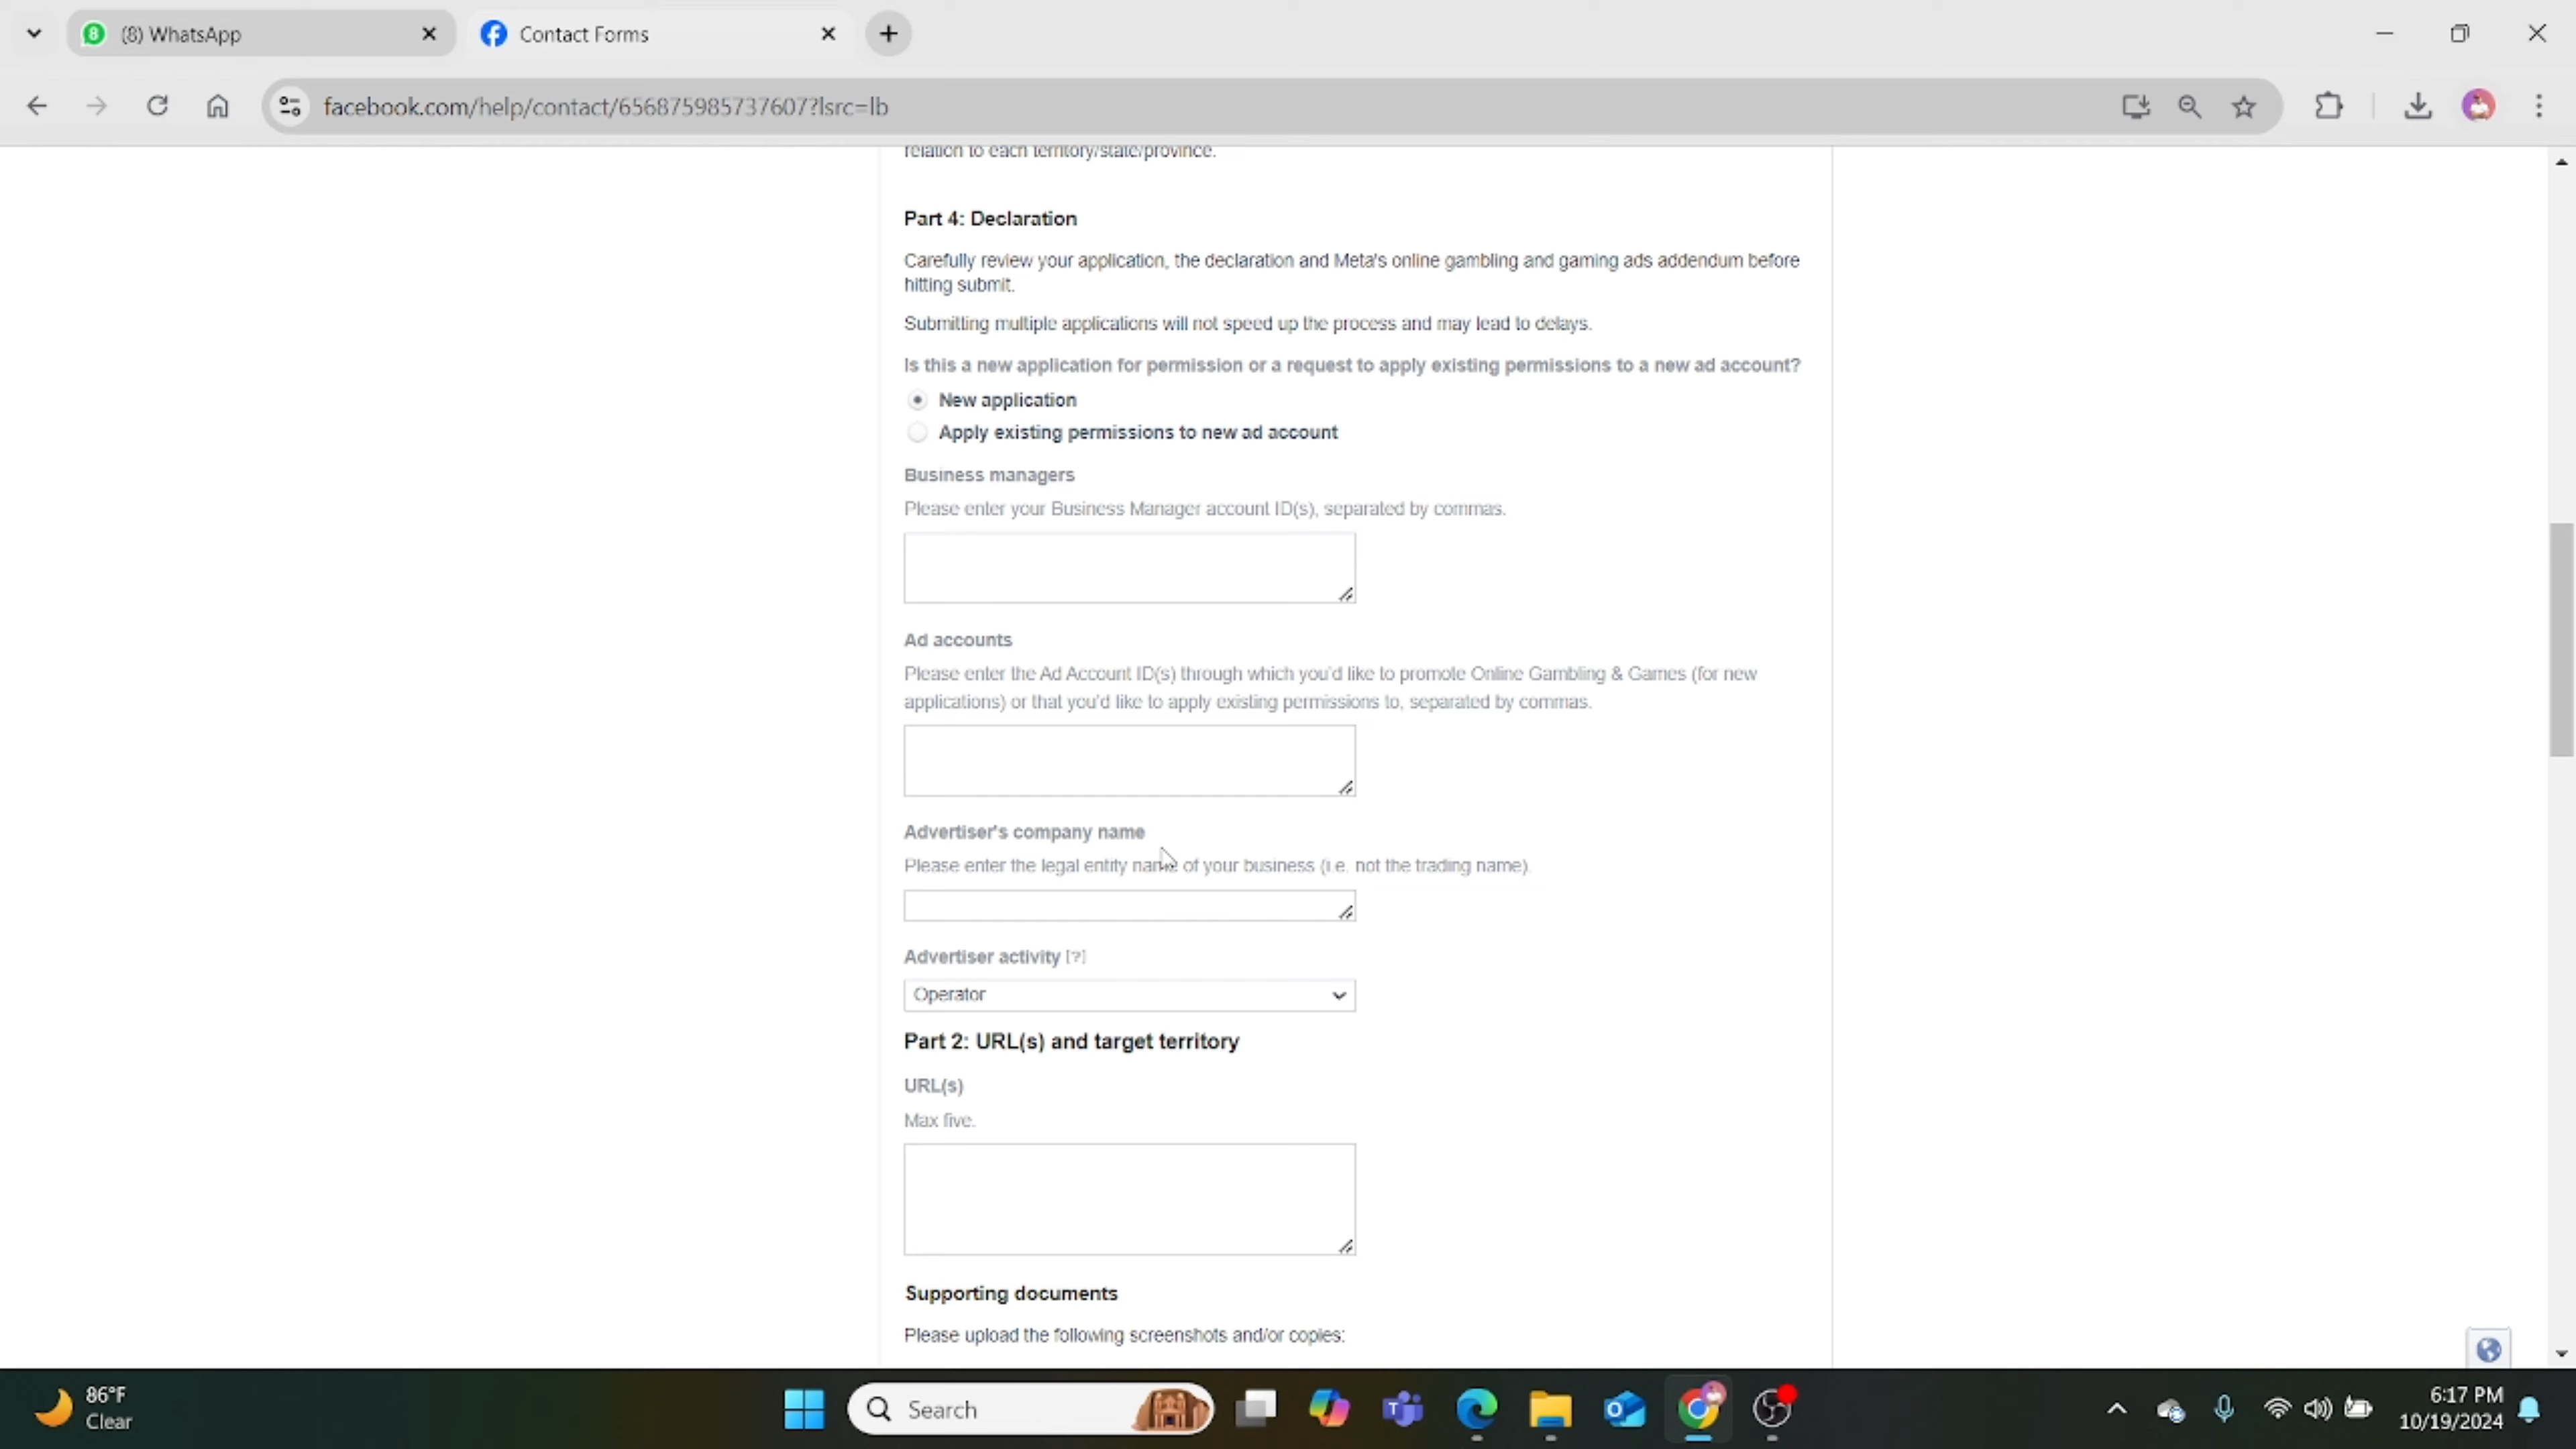 (8) WhatsApp
Contact Forms
facebook.com/help/contact/656875985737607?lsrc=lb
relation to each territory/state/province.
Part 4: Declaration
Carefully review your application, the declaration and Meta's online gambling and gaming ads addendum before
hitting submit.
Submitting multiple applications will not speed up the process and may lead to delays.
Is this a new application for permission or a request to apply existing permissions to a new ad account?
New application
Apply existing permissions to new ad account
Business managers
Please enter your Business Manager account ID(s), separated by commas.
Ad accounts
Please enter the Ad Account ID(s) through which you'd like to promote Online Gambling & Games (for new
applications) or that you'd like to apply existing permissions to, separated by commas.
Advertiser's company name
Please enter the legal entity name of your business (i.e. not the trading name).
Advertiser activity [?]
Operator
Part 2: URL(s) and target territory
URL(s)
Max five.
Supporting documents
Please upload the following screenshots and/or copies:
86°F
Clear
Search
6:17 PM
10/19/2024